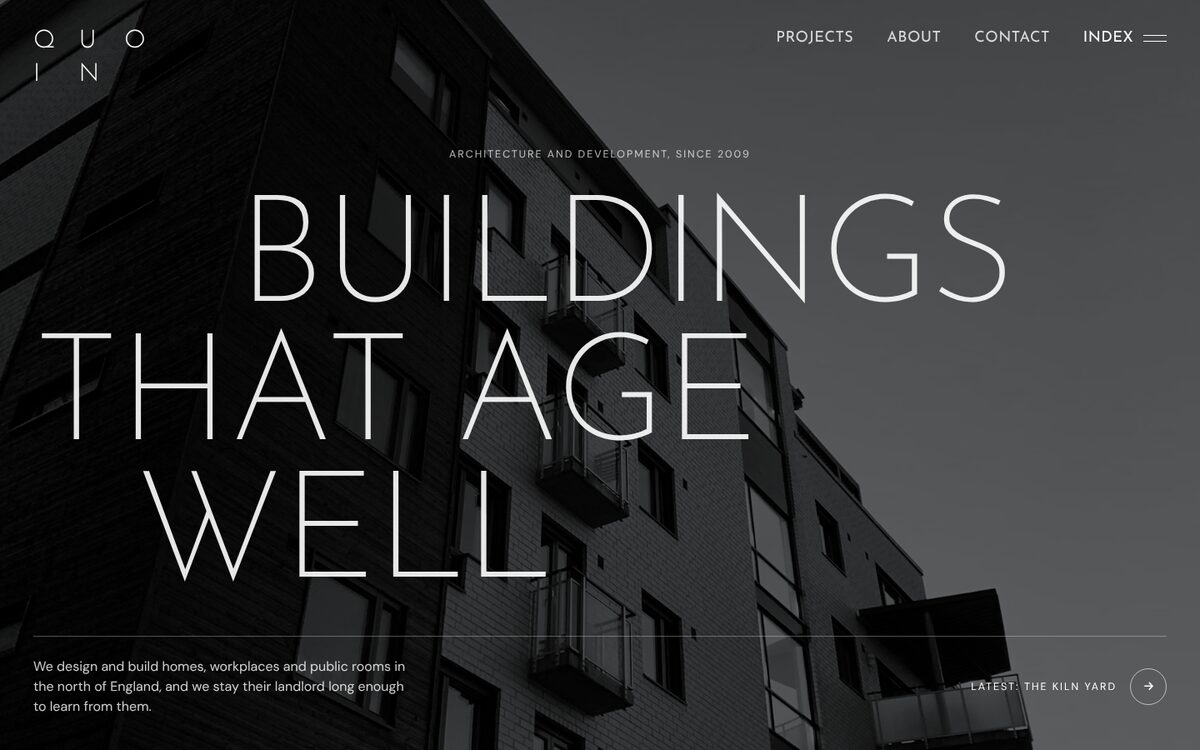 QUO
IN
PROJECTS
ABOUT
CONTACT
INDEX
ARCHITECTURE AND DEVELOPMENT, SINCE 2009
BUILDINGS
THAT AGE
WELL
We design and build homes, workplaces and public rooms in
the north of England, and we stay their landlord long enough
to learn from them.
LATEST: THE KILN YARD